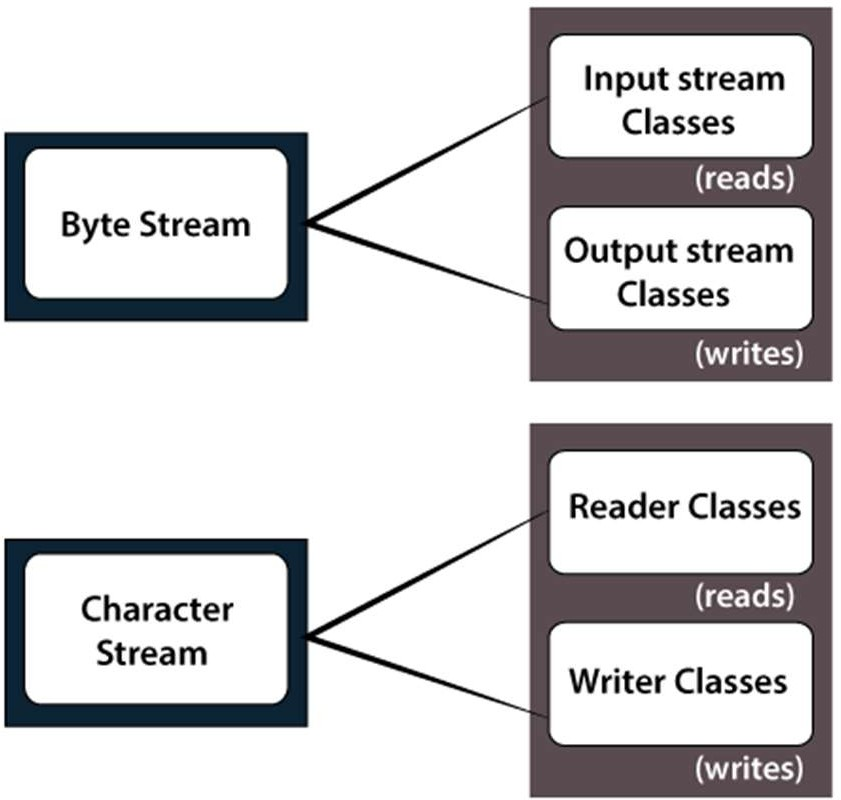 Byte Stream
Input stream
Classes
(reads)
Output stream
Classes
(writes)
Character
Stream
Reader Classes
(reads)
Writer Classes
(writes)